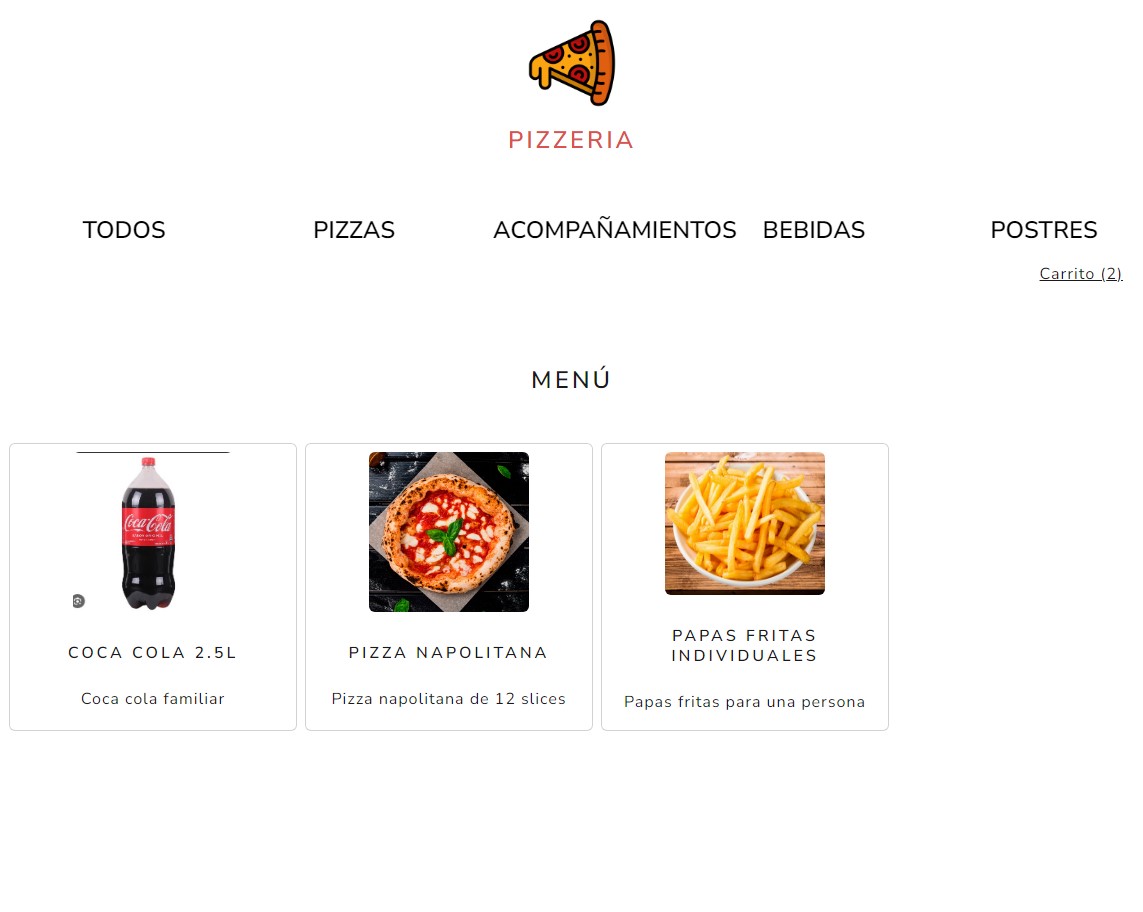 PIZZERIA
TODOS PIZZAS ACOMPAÑAMIENTOS BEBIDAS POSTRES
Carrito (2)
MENÚ
Coca-Cola
COCA COLA 2.5L
Coca cola familiar
PIZZA NAPOLITANA
Pizza napolitana de 12 slices
PAPAS FRITAS
INDIVIDUALES
Papas fritas para una persona